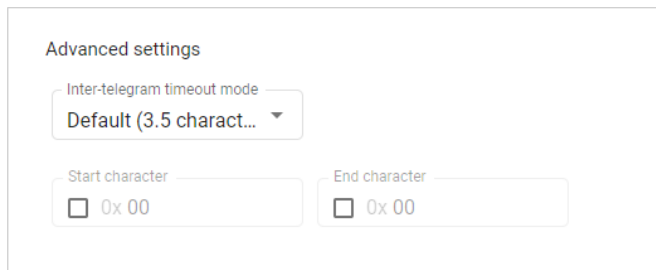 Advanced settings
Inter-telegram timeout mode
Default (3.5 charact...
Start character End character
0x 00 0x 00